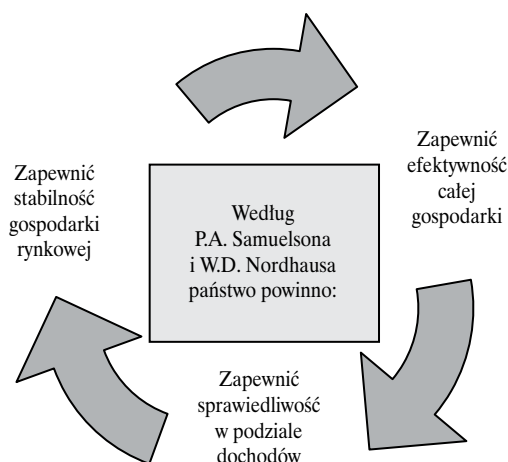 Zapewnić
efektywność
całej
gospodarki
Zapewnić
stabilność
gospodarki
rynkowej
Według
P.A. Samuelsona
i W.D. Nordhausa
państwo powinno:
Zapewnić
sprawiedliwość
w podziale
dochodów